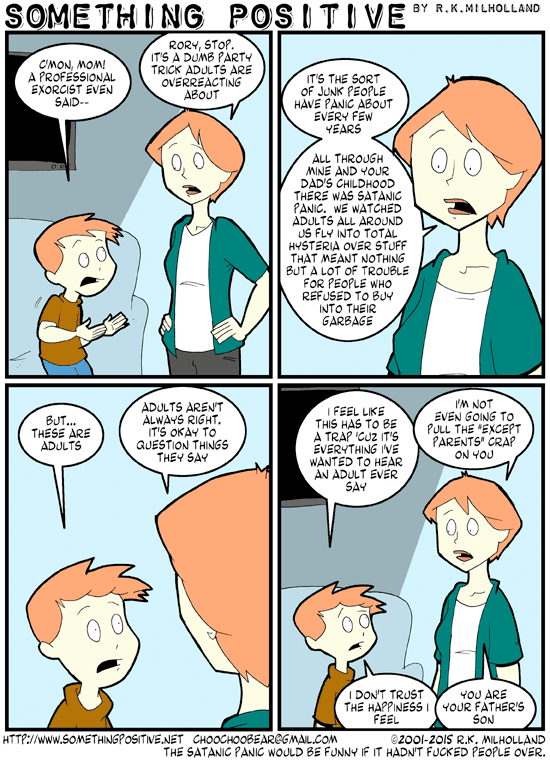 SOMETHING POSITIVE BY R.K.MILHOLLAND
C'MON, MOM!
A PROFESSIONAL
EXORCIST EVEN
SAID--
RORY, STOP.
IT'S A DUMB PARTY
TRICK ADULTS ARE
OVERREACTING
ABOUT
IT'S THE SORT
OF JUNK PEOPLE
HAVE PANIC ABOUT
EVERY FEW
YEARS
ALL THROUGH
MINE AND YOUR
DAD'S CHILDHOOD
THERE WAS SATANIC
PANIC. WE WATCHED
ADULTS ALL AROUND
US FLY INTO TOTAL
HYSTERIA OVER STUFF
THAT MEANT NOTHING
BUT A LOT OF TROUBLE
FOR PEOPLE WHO
REFUSED TO BUY
INTO THEIR
GARBAGE
BUT...
THESE ARE
ADULTS
ADULTS AREN'T
ALWAYS RIGHT.
IT'S OKAY TO
QUESTION THINGS
THEY SAY
I FEEL LIKE
THIS HAS TO BE
A TRAP 'CUZ IT'S
EVERYTHING I'VE
WANTED TO HEAR
AN ADULT EVER
SAY
I'M NOT
EVEN GOING TO
PULL THE "EXCEPT
PARENTS" CRAP
ON YOU
I DON'T TRUST
THE HAPPINESS I
FEEL
YOU ARE
YOUR FATHER'S
SON
HTTP://WWW.SOMETHINGPOSITIVE.NET CHOOCHOOBEAR@GMAIL.COM ©2001-2015 R.K. MILHOLLAND
THE SATANIC PANIC WOULD BE FUNNY IF IT HADN'T FUCKED PEOPLE OVER.